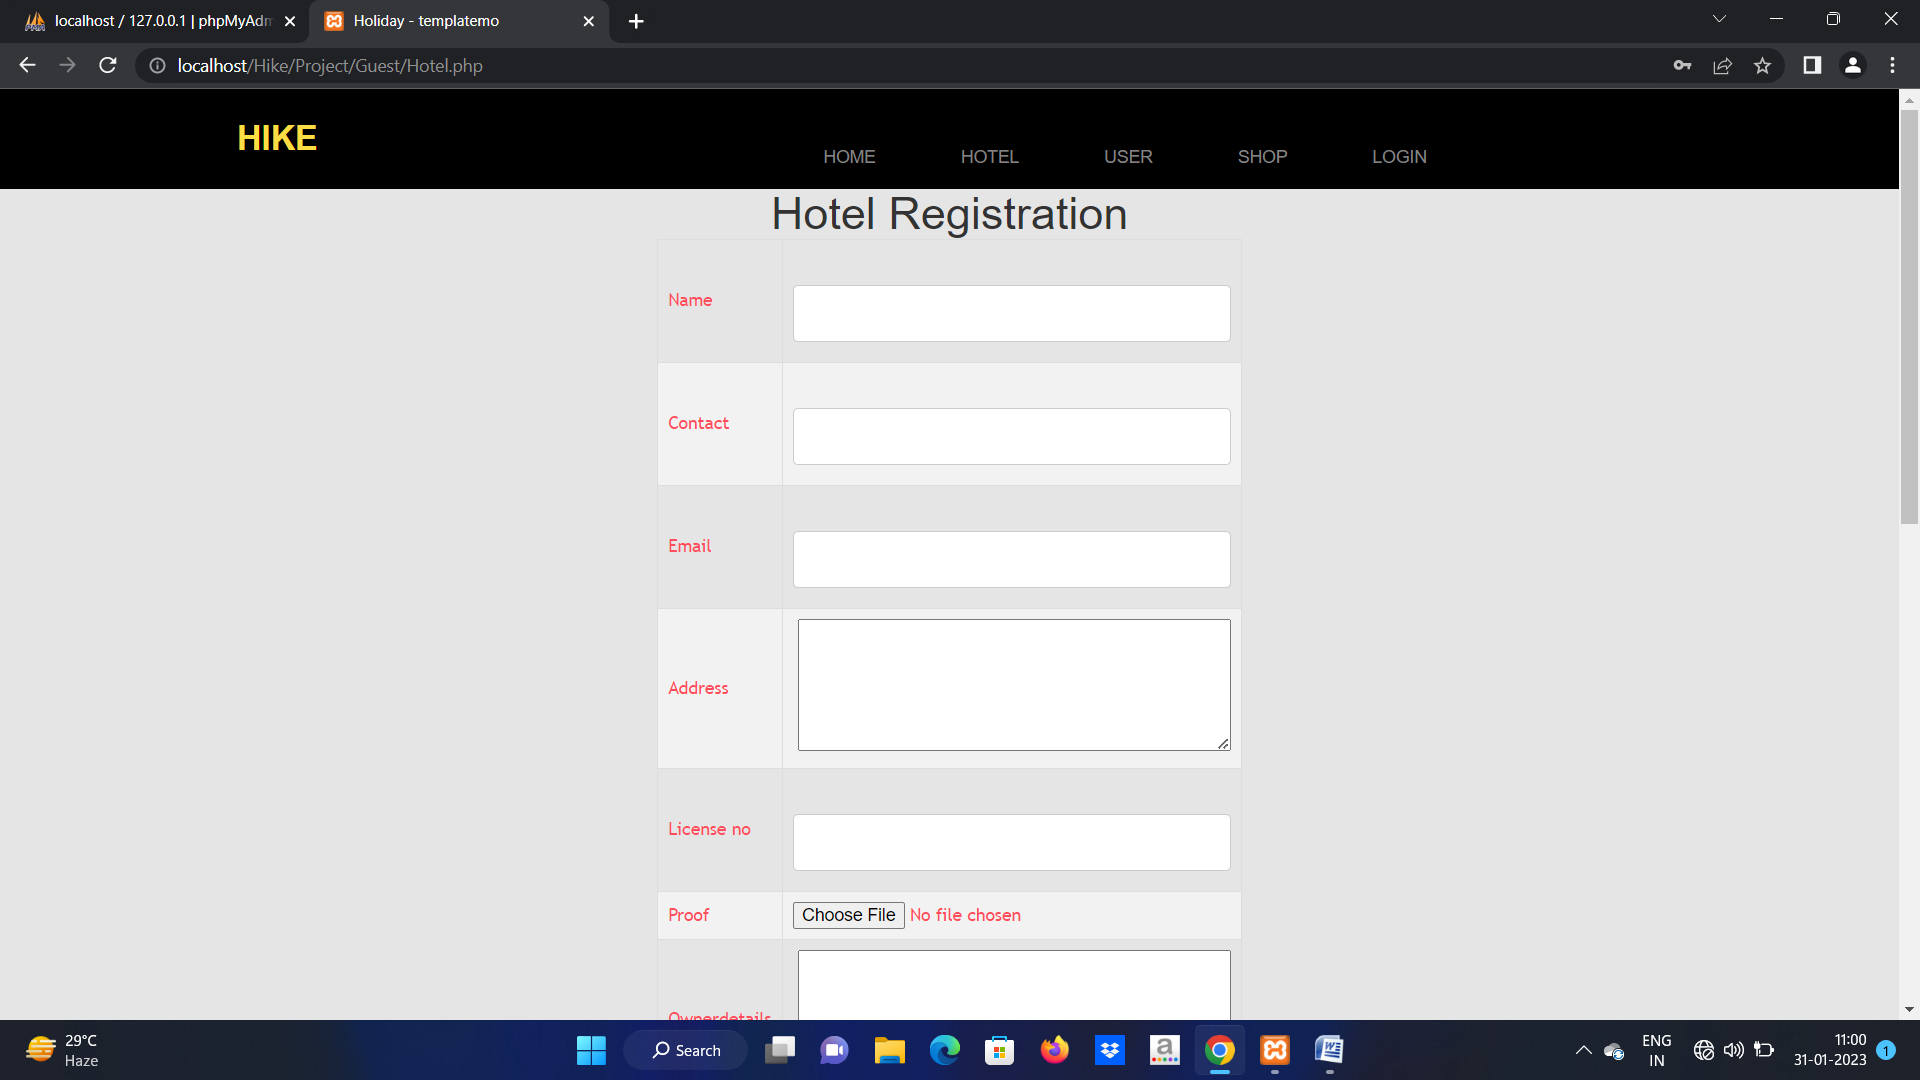 localhost / 127.0.0.1 | phpMyAdm
Holiday - templatemo
localhost/Hike/Project/Guest/Hotel.php
HIKE
HOME
HOTEL
USER
SHOP
LOGIN
Hotel Registration
Name
Contact
Email
Address
License no
Proof
Choose File No file chosen
Ownerdetails
29°C
Haze
Search
ENG
IN
11:00
31-01-2023
1